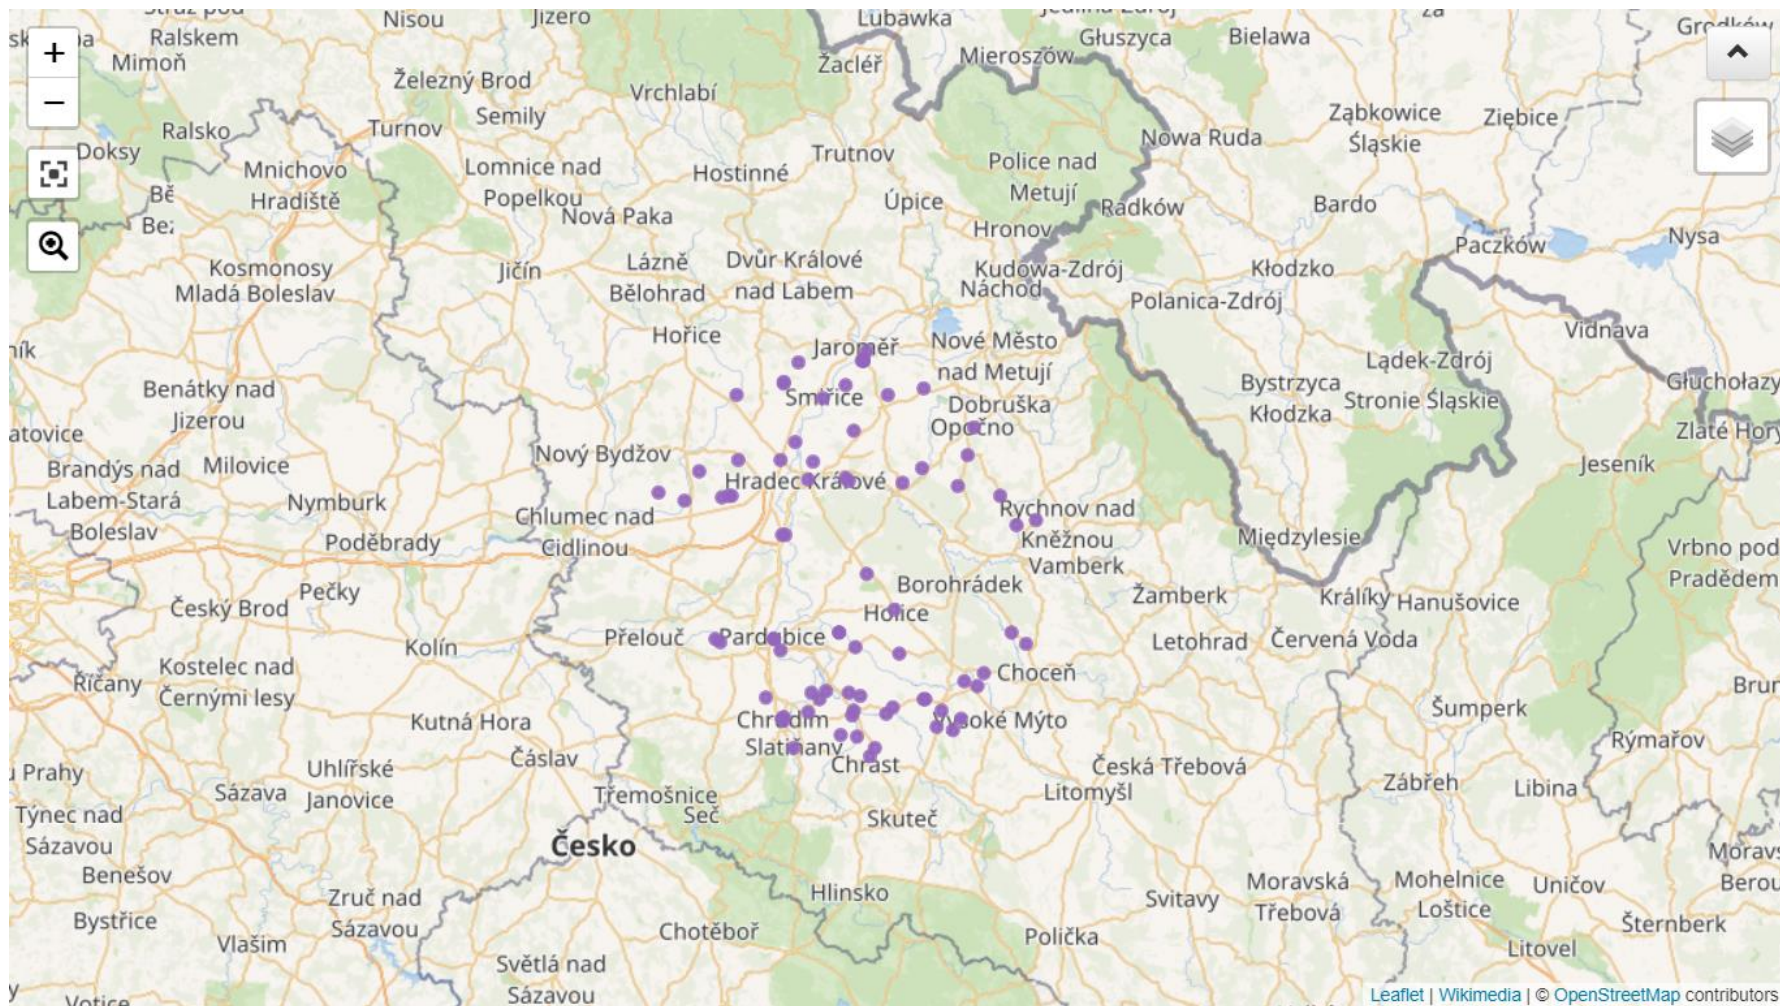 Nisou
Jizero
Lubawka
Ralskem
Głuszyca
Bielawa
Mimoň
Žacléř
Mieroszów
Železný Brod
Vrchlabí
Semily
Ząbkowice
Śląskie
Ziębice
Ralsko
Turnov
Nowa Ruda
Doksy
Trutnov
Mnichovo
Hradiště
Lomnice nad
Popelkou
Hostinné
Police nad
Metují
Nová Paka
Úpice
Radków
Bardo
Hronov
Paczków
Nysa
Kosmonosy
Mladá Boleslav
Jičín
Lázně
Bělohrad
Dvůr Králové
nad Labem
Kudowa-Zdrój
Náchod
Kłodzko
Polanica-Zdrój
Hořice
Jaroměř
Nové Město
nad Metují
Vidnava
Lądek-Zdrój
Benátky nad
Jizerou
Smiřice
Dobruška
Opočno
Bystrzyca
Kłodzka
Stronie Śląskie
Głuchołazy
atovice
Zlaté Hory
Brandýs nad
Labem-Stará
Boleslav
Milovice
Nový Bydžov
Jeseník
Nymburk
Hradec Králové
Chlumec nad
Cidlinou
Rychnov nad
Kněžnou
Poděbrady
Międzylesie
Vamberk
Vrbno pod
Pradědem
Pečky
Český Brod
Borohrádek
Holice
Žamberk
Králíky
Hanušovice
Kolín
Přelouč
Pardubice
Letohrad
Červená Voda
Kostelec nad
Černými lesy
Říčany
Choceň
Kutná Hora
Chrudim
Vysoké Mýto
Šumperk
Slatiňany
Chrast
Rýmařov
u Prahy
Uhlířské
Janovice
Čáslav
Česká Třebová
Sázava
Třemošnice
Seč
Litomyšl
Zábřeh
Libina
Týnec nad
Sázavou
Skuteč
Česko
Benešov
Zruč nad
Sázavou
Hlinsko
Svitavy
Moravská
Třebová
Mohelnice
Loštice
Uničov
Bystřice
Vlašim
Chotěboř
Polička
Šternberk
Litovel
Světlá nad
Sázavou
Leaflet | Wikimedia | © OpenStreetMap contributors